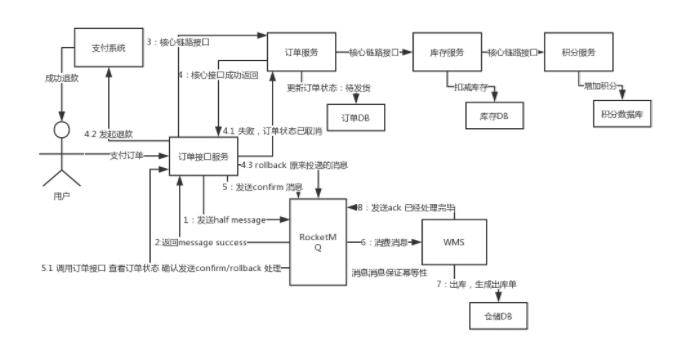 支付系统
3：核心链路接口
订单服务
核心链路接口
库存服务
核心链路接口
积分服务
成功退款
4：核心接口成功返回
更新订单状态：待发货
扣减库存
增加积分
订单DB
库存DB
积分数据库
4.2 发起退款
4.1 失败，订单状态已取消
支付订单
订单接口服务
4.3 rollback 原来投递的消息
用户
5：发送confirm 消息
1：发送half message
8：发送ack 已经处理完毕
2:返回message success
RocketM
Q
6：消费消息
WMS
5.1 调用订单接口 查看订单状态 确认发送confirm/rollback 处理
消息消息保证幂等性
7：出库，生成出库单
仓储DB